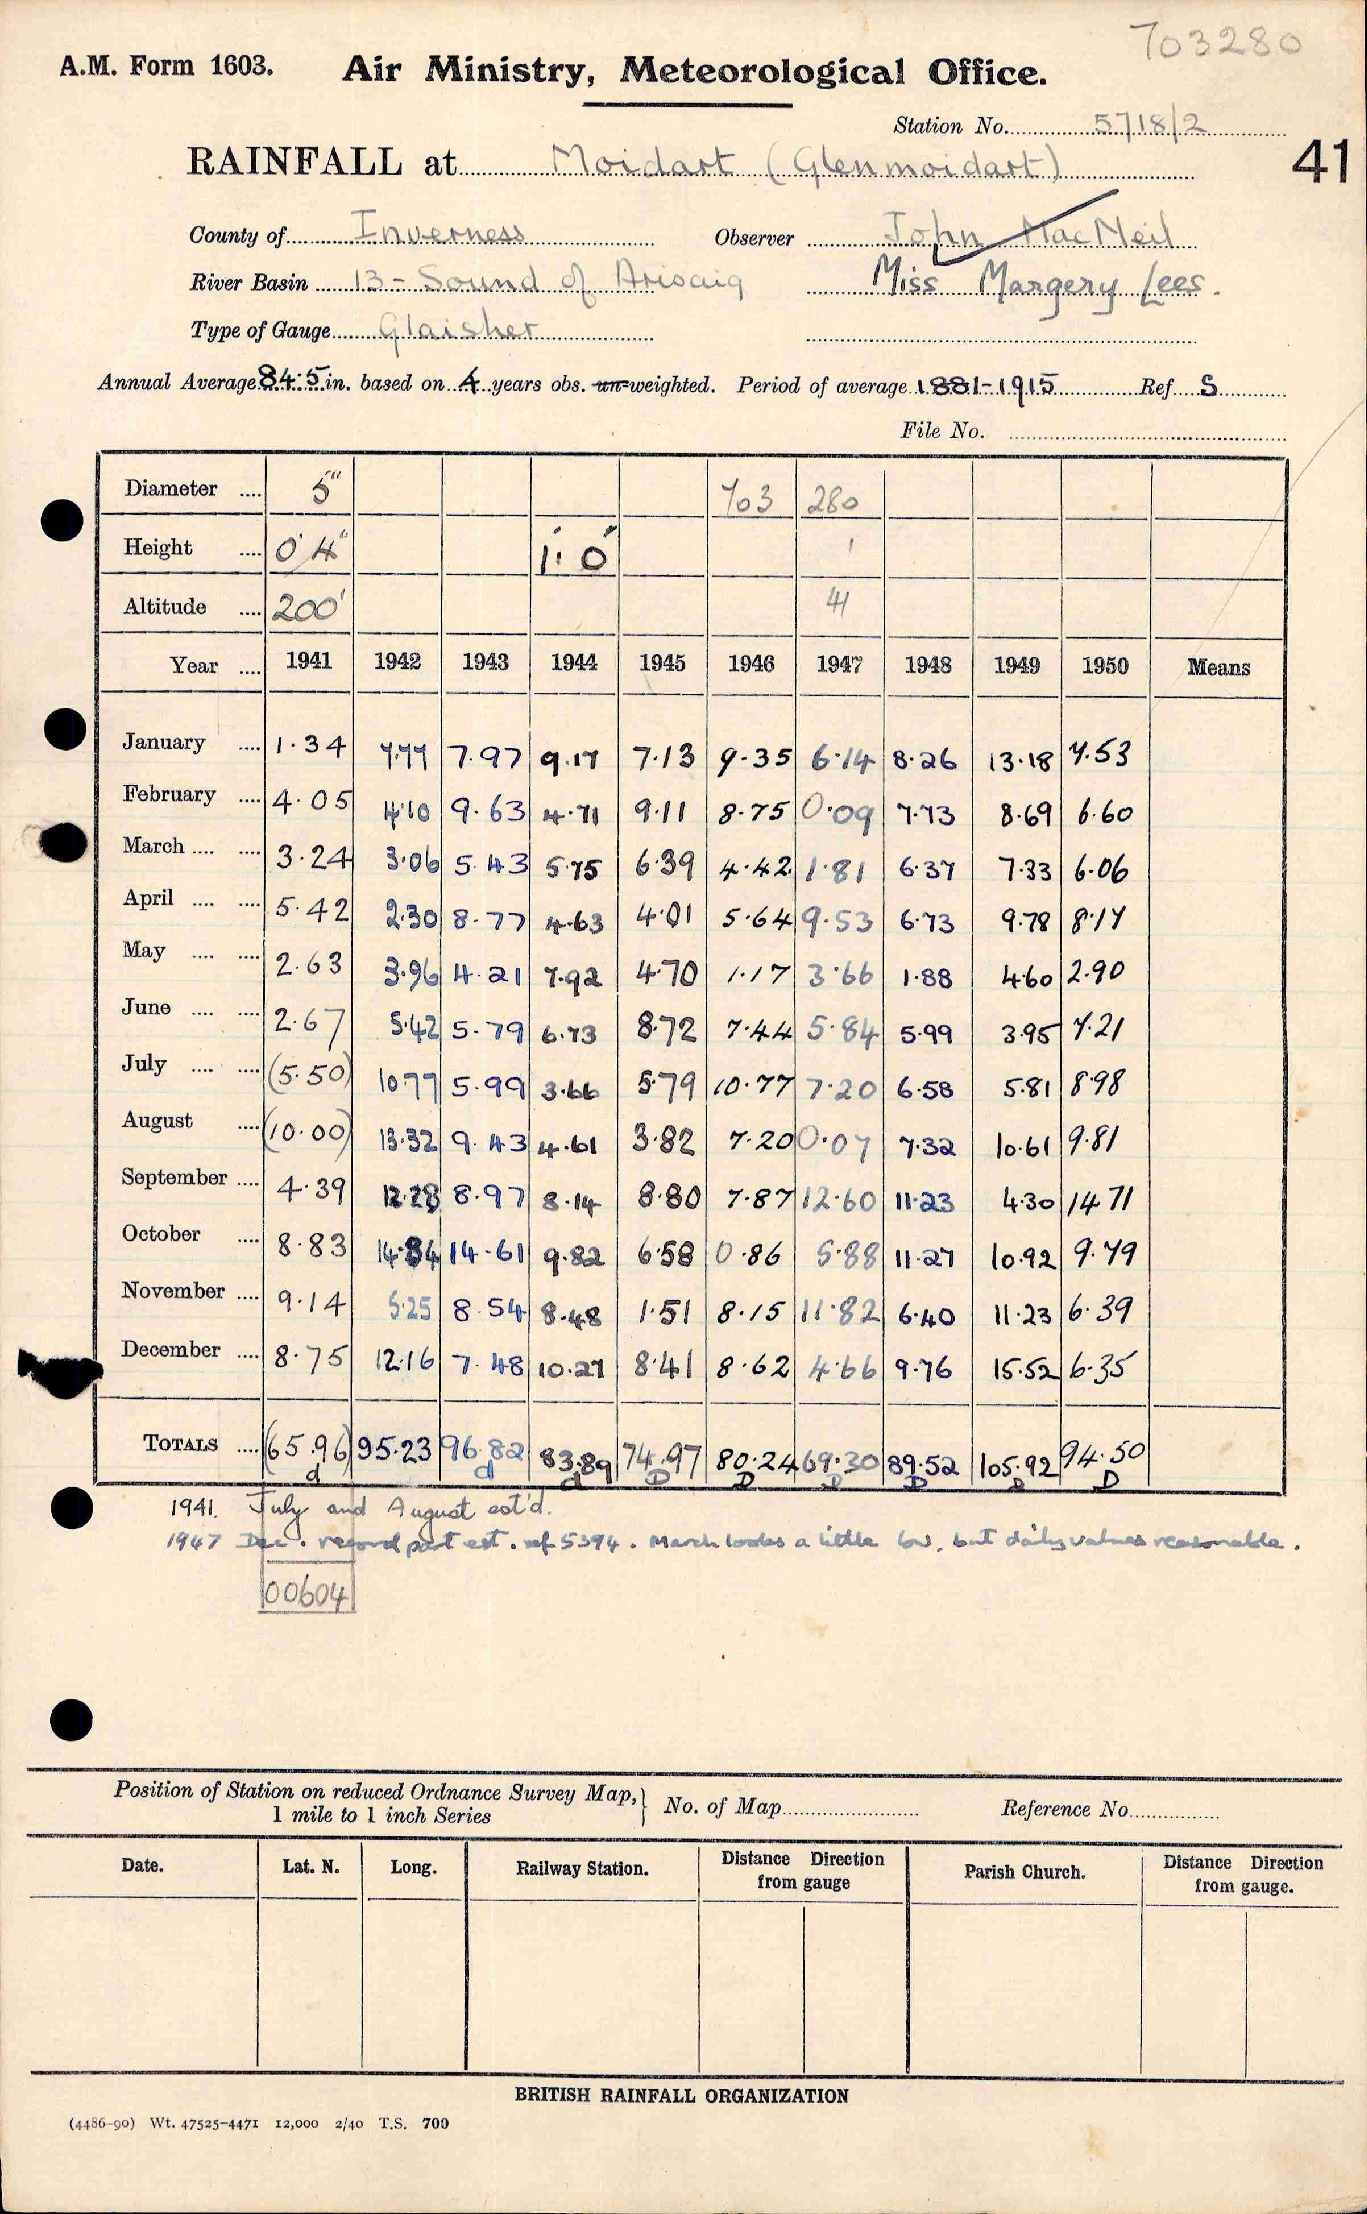 703280
A.M. Form 1603. Air Ministry, Meteorological Office.
Station No. 5718/2
RAINFALL at Moidart (Glenmoidart) 41
County of Inverness Observer John MacNeil
River Basin 13 - Sound of Arisaig Miss Margery Lees.
Type of Gauge Glaisher
Annual Average 84.5 in. based on 4 years obs. un-weighted. Period of average 1881-1915 Ref S
File No.
Diameter .... 5" 703 280
Height .... 0' 4" 1' 0" 1
Altitude .... 200' 41
Year .... 1941 1942 1943 1944 1945 1946 1947 1948 1949 1950 Means
January .... 1.34 7.77 7.97 9.17 7.13 9.35 6.14 8.26 13.18 7.53
February .... 4.05 4.10 9.63 4.71 9.11 8.75 0.09 7.73 8.69 6.60
March .... .... 3.24 3.06 5.43 5.75 6.39 4.42 1.81 6.37 7.33 6.06
April .... .... 5.42 2.30 8.77 4.63 4.01 5.64 9.53 6.73 9.78 8.17
May .... .... 2.63 3.96 4.21 7.92 4.70 1.17 3.66 1.88 4.60 2.90
June .... .... 2.67 5.42 5.79 6.73 8.72 7.44 5.84 5.99 3.95 7.21
July .... .... (5.50) 10.77 5.99 3.66 5.79 10.77 7.20 6.58 5.81 8.98
August .... (10.00) 13.32 9.43 4.61 3.82 7.20 0.07 7.32 10.61 9.81
September .... 4.39 12.28 8.97 8.14 8.80 7.87 12.60 11.23 4.30 14.71
October .... 8.83 14.84 14.61 9.82 6.58 0.86 5.88 11.27 10.92 9.79
November .... 9.14 5.25 8.54 8.48 1.51 8.15 11.82 6.40 11.23 6.39
December .... 8.75 12.16 7.48 10.27 8.41 8.62 4.66 9.76 15.52 6.35
TOTALS .... (65.96) 95.23 96.82 83.89 74.97 80.24 69.30 89.52 105.92 94.50
d d d D D D D D D
1941. July and August est'd.
1947 Dec. record part est. ref 5394. March looks a little low, but daily values reasonable.
00604
Position of Station on reduced Ordnance Survey Map, 1 mile to 1 inch Series } No. of Map Reference No.
Date. Lat. N. Long. Railway Station. Distance Direction from gauge Parish Church. Distance Direction from gauge.
BRITISH RAINFALL ORGANIZATION
(4486-90) Wt. 47525-4471 12,000 2/40 T.S. 700